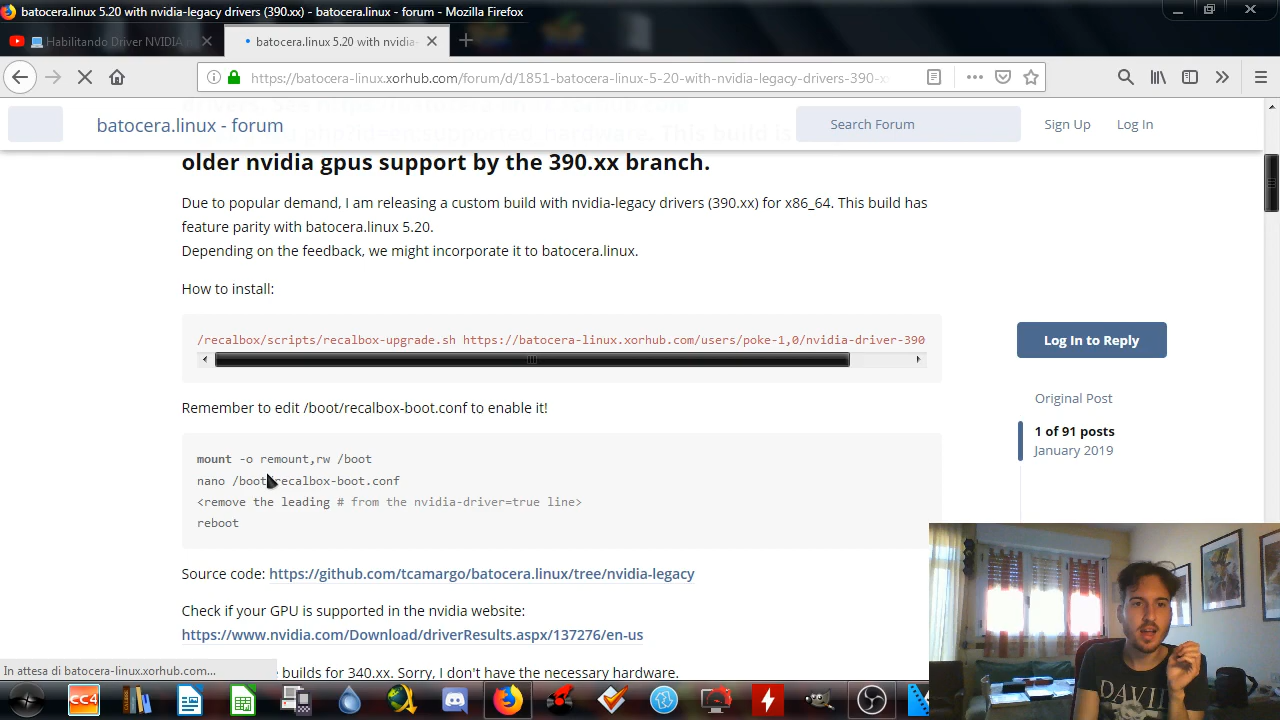 batocera.linux 5.20 with nvidia-legacy drivers (390.xx) - batocera.linux - forum - Mozilla Firefox
Habilitando Driver NVIDIA
batocera.linux 5.20 with nvidia-
https://batocera-linux.xorhub.com/forum/d/1851-batocera-linux-5-20-with-nvidia-legacy-drivers-390-x
batocera.linux - forum
Search Forum
Sign Up
Log In
supported_hardware. This build is
older nvidia gpus support by the 390.xx branch.
Due to popular demand, I am releasing a custom build with nvidia-legacy drivers (390.xx) for x86_64. This build has
feature parity with batocera.linux 5.20.
Depending on the feedback, we might incorporate it to batocera.linux.
How to install:
/recalbox/scripts/recalbox-upgrade.sh https://batocera-linux.xorhub.com/users/poke-1,0/nvidia-driver-390
Log In to Reply
Original Post
1 of 91 posts
January 2019
Remember to edit /boot/recalbox-boot.conf to enable it!
mount -o remount,rw /boot
nano /boot/recalbox-boot.conf
<remove the leading # from the nvidia-driver=true line>
reboot
Source code: https://github.com/tcamargo/batocera.linux/tree/nvidia-legacy
Check if your GPU is supported in the nvidia website:
https://www.nvidia.com/Download/driverResults.aspx/137276/en-us
builds for 340.xx. Sorry, I don't have the necessary hardware.
In attesa di batocera-linux.xorhub.com...
CC4
DAVID